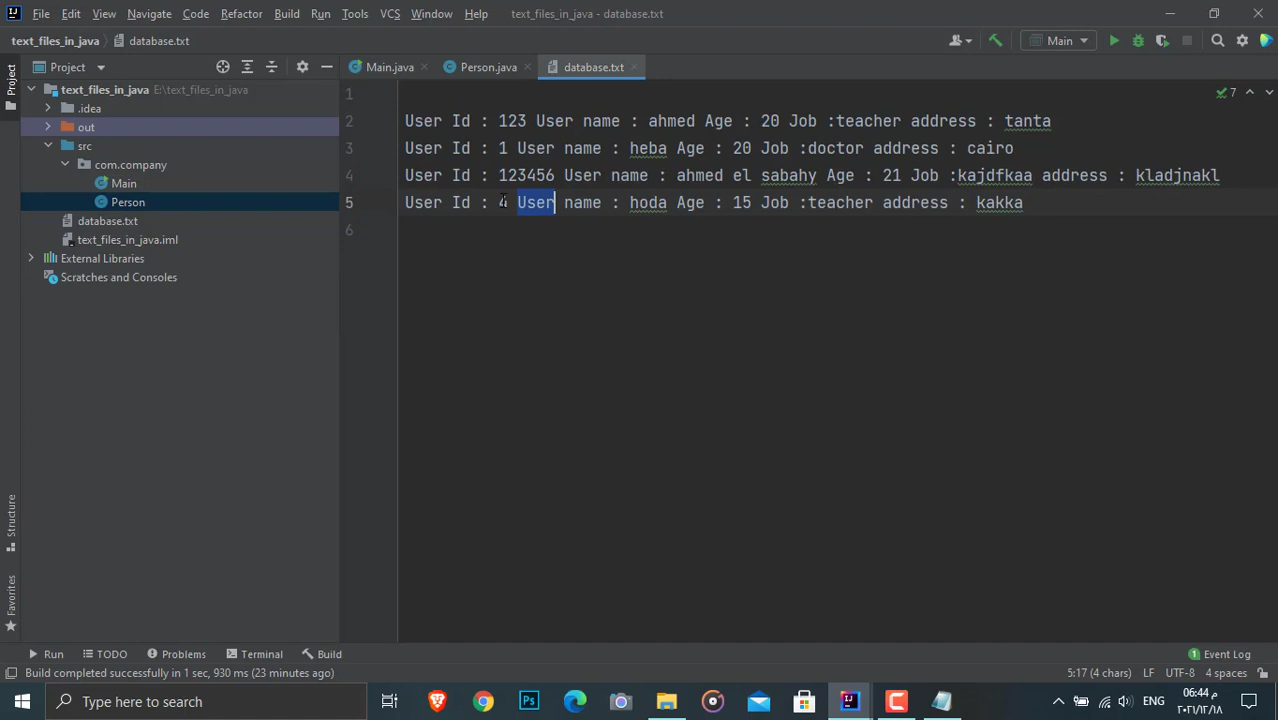 File Edit View Navigate Code Refactor Build Run Tools VCS Window Help text_files_in_java - database.txt
text_files_in_java database.txt Main
Project Main.java Person.java database.txt
Project
text_files_in_java E:\text_files_in_java
.idea
out
src
com.company
Main
Person
database.txt
text_files_in_java.iml
External Libraries
Scratches and Consoles
7
1
2 User Id : 123 User name : ahmed Age : 20 Job :teacher address : tanta
3 User Id : 1 User name : heba Age : 20 Job :doctor address : cairo
4 User Id : 123456 User name : ahmed el sabahy Age : 21 Job :kajdfkaa address : kladjnakl
5 User Id : 4 User name : hoda Age : 15 Job :teacher address : kakka
6
Structure
Favorites
Run TODO Problems Terminal Build Event Log
Build completed successfully in 1 sec, 930 ms (23 minutes ago) 5:17 (4 chars) LF UTF-8 4 spaces
Type here to search Ps ENG
06:44 م
٢٠٢١/١٢/١٨